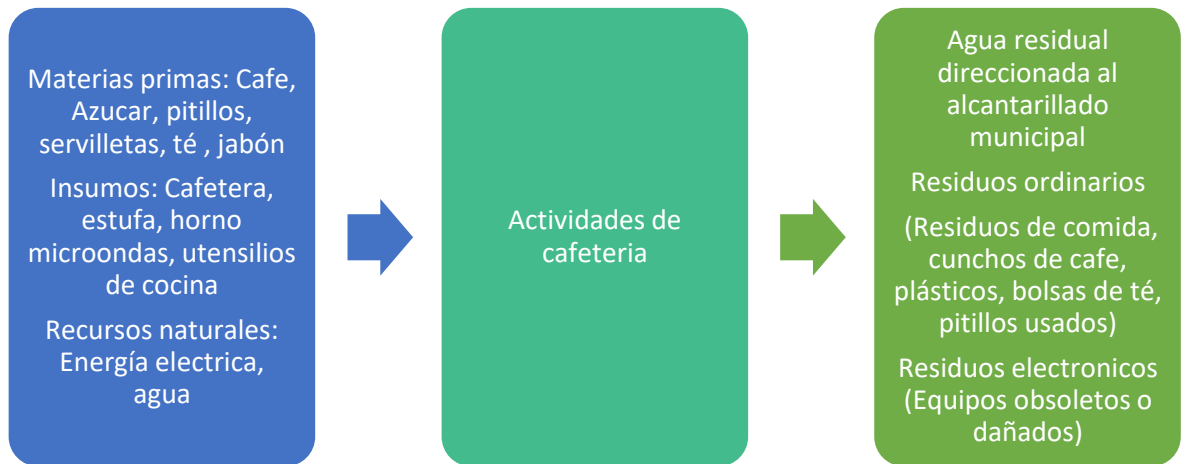 Materias primas: Cafe,
Azucar, pitillos,
servilletas, té , jabón
Insumos: Cafetera,
estufa, horno
microondas, utensilios
de cocina
Recursos naturales:
Energía electrica,
agua
Actividades de
cafeteria
Agua residual
direccionada al
alcantarillado
municipal
Residuos ordinarios
(Residuos de comida,
cunchos de cafe,
plásticos, bolsas de té,
pitillos usados)
Residuos electronicos
(Equipos obsoletos o
dañados)